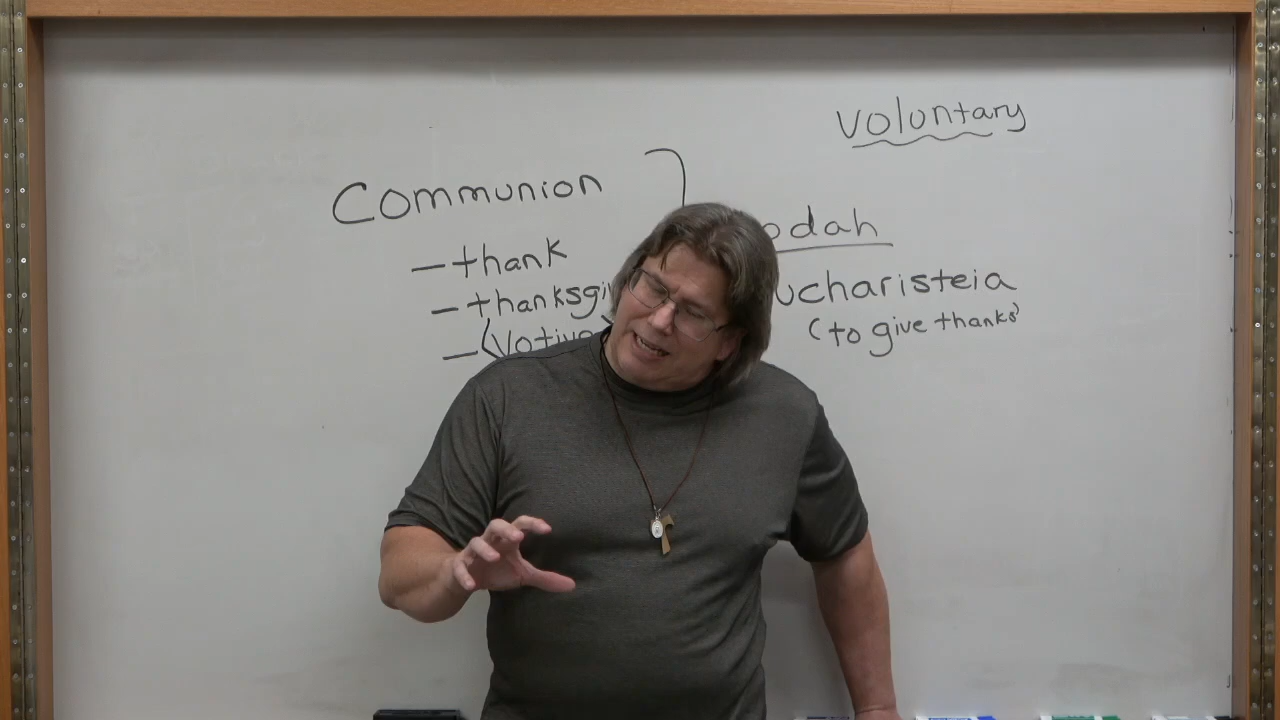 voluntary
Communion
odah
– thank
– thanksgi
ucharisteia
(to give thanks)
– (Votive)